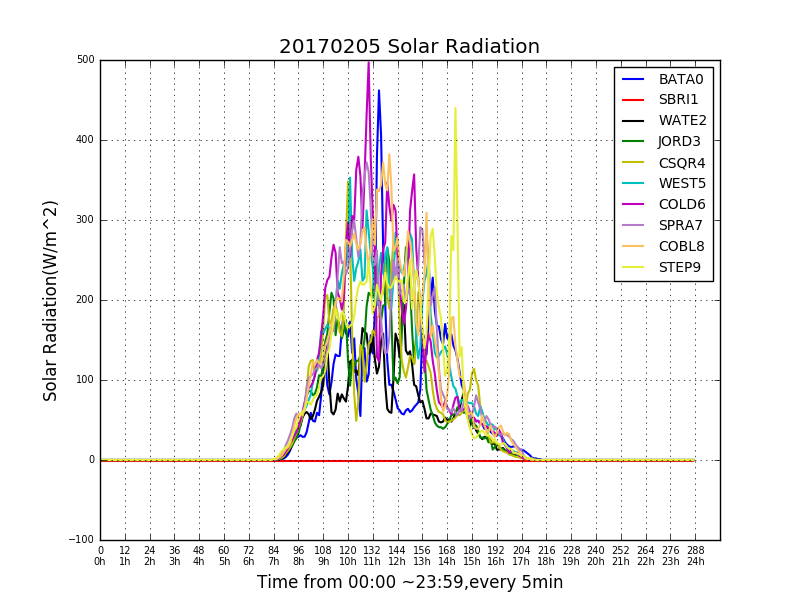 20170205 Solar Radiation
500
400
300
200
100
0
−100
Solar Radiation(W/m^2)
BATA0
SBRI1
WATE2
JORD3
CSQR4
WEST5
COLD6
SPRA7
COBL8
STEP9
0 12 24 36 48 60 72 84 96 108 120 132 144 156 168 180 192 204 216 228 240 252 264 276 288
0h 1h 2h 3h 4h 5h 6h 7h 8h 9h 10h 11h 12h 13h 14h 15h 16h 17h 18h 19h 20h 21h 22h 23h 24h
Time from 00:00 ~23:59,every 5min